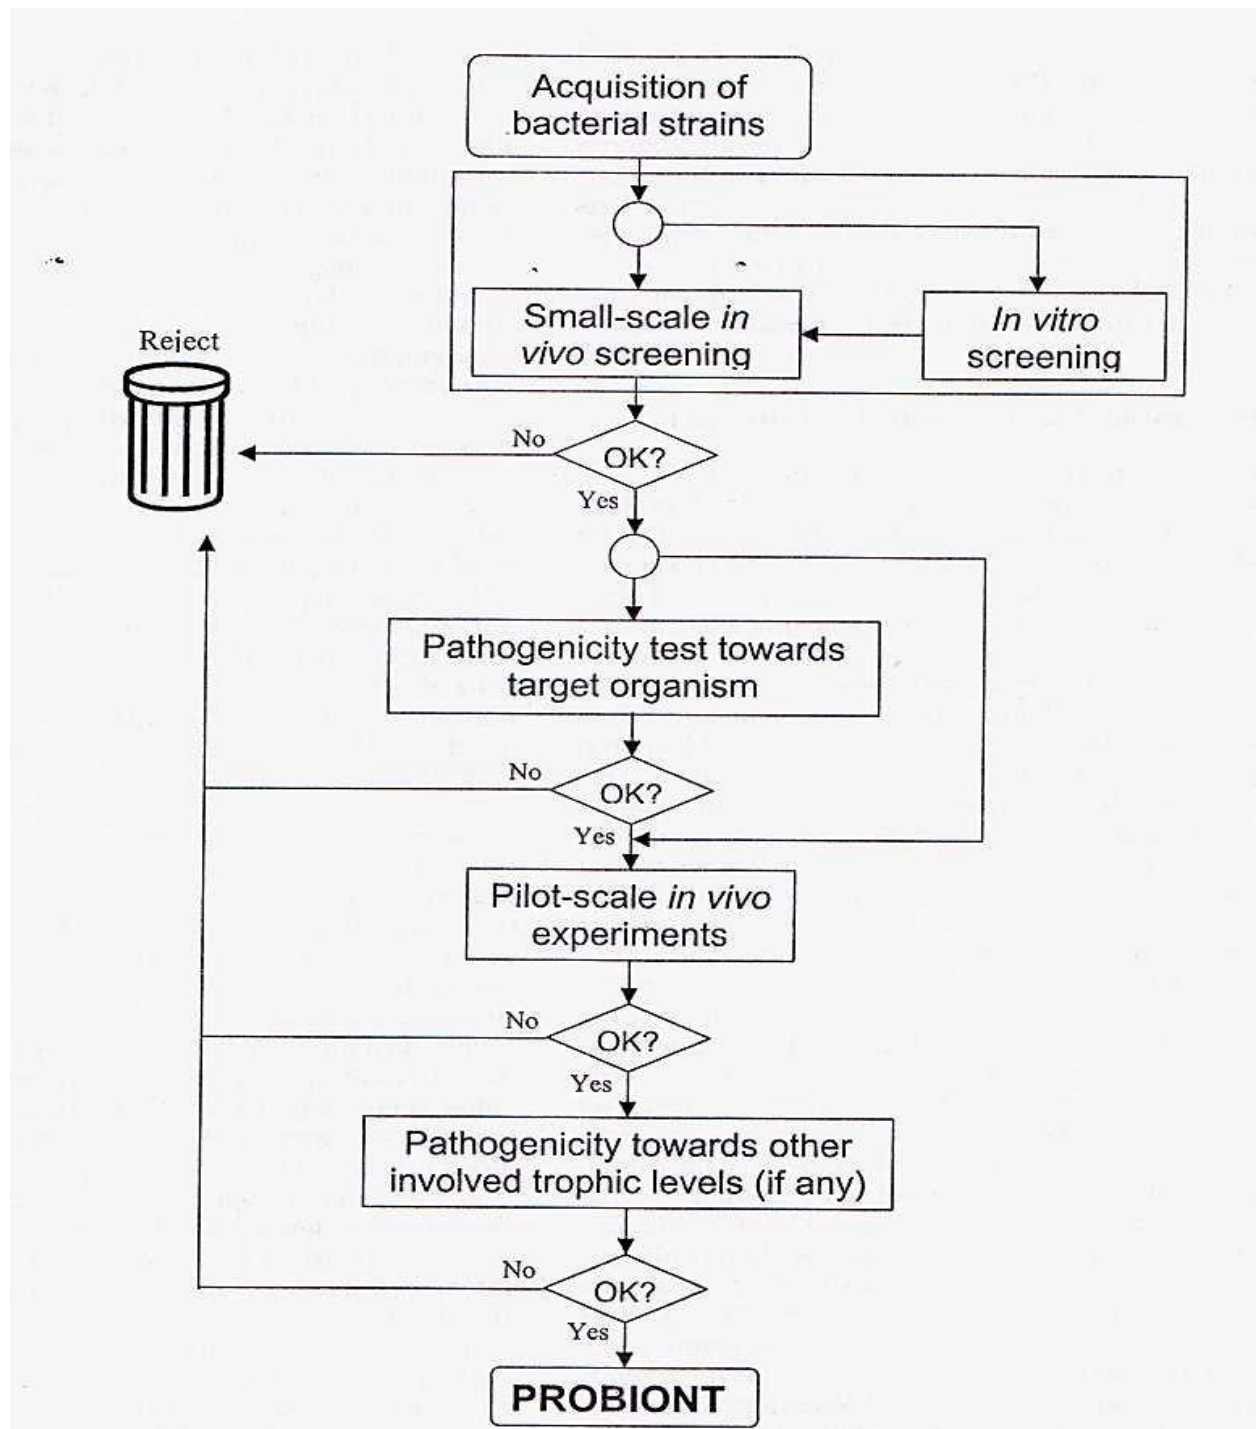 Acquisition of
bacterial strains
Small-scale in
vivo screening
In vitro
screening
Reject
No
OK?
Yes
Pathogenicity test towards
target organism
No
OK?
Yes
Pilot-scale in vivo
experiments
No
OK?
Yes
Pathogenicity towards other
involved trophic levels (if any)
No
OK?
Yes
PROBIONT